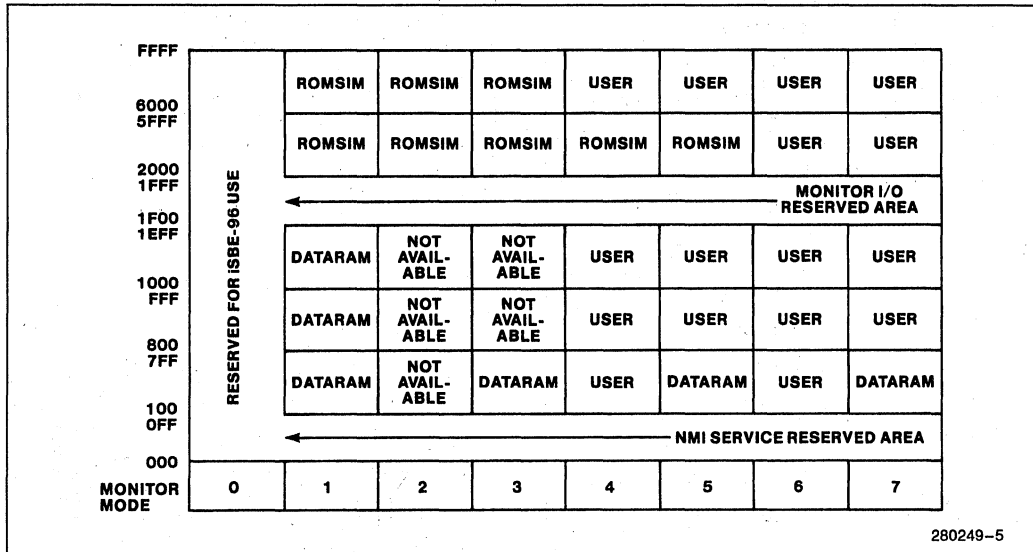 FFFF
ROMSIM ROMSIM ROMSIM USER USER USER USER
6000
5FFF
ROMSIM ROMSIM ROMSIM ROMSIM ROMSIM USER USER
2000
1FFF
MONITOR I/O
RESERVED AREA
1F00
1EFF
DATARAM NOT AVAIL-ABLE NOT AVAIL-ABLE USER USER USER USER
1000
FFF
DATARAM NOT AVAIL-ABLE NOT AVAIL-ABLE USER USER USER USER
800
7FF
DATARAM NOT AVAIL-ABLE DATARAM USER DATARAM USER DATARAM
100
0FF
NMI SERVICE RESERVED AREA
000
RESERVED FOR iSBE-96 USE
MONITOR MODE 0 1 2 3 4 5 6 7
280249-5